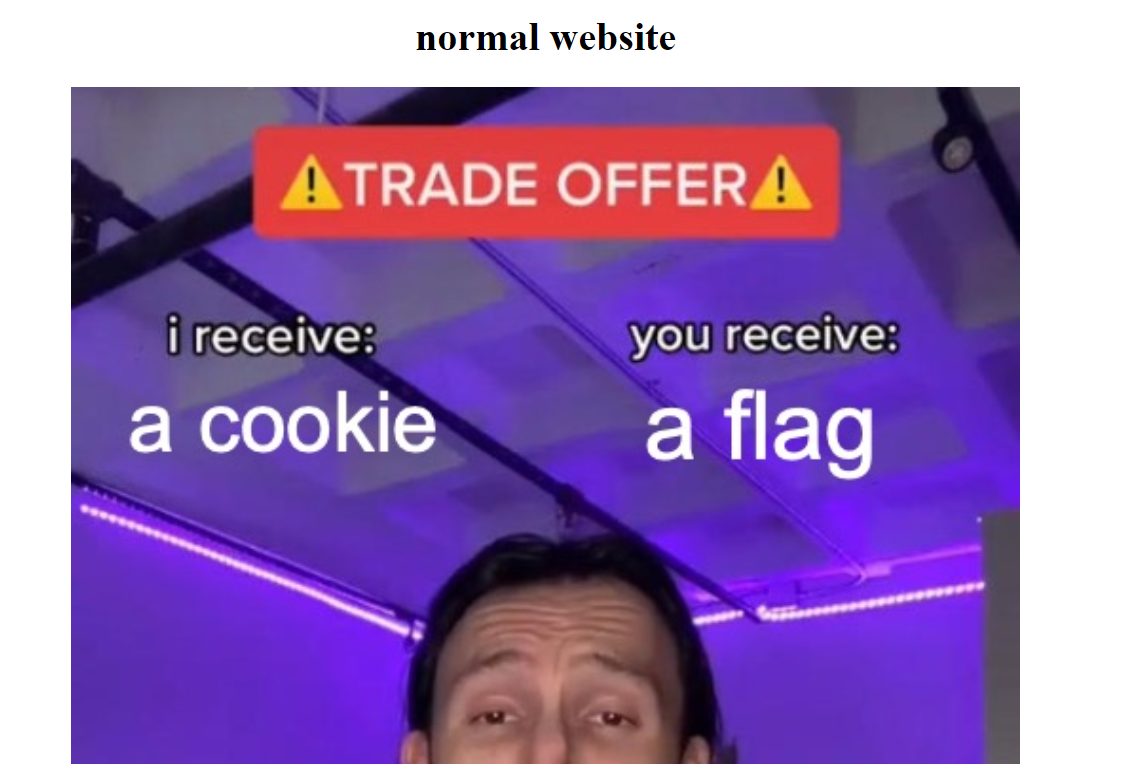 normal website
⚠️TRADE OFFER⚠️
i receive:
you receive:
a cookie
a flag